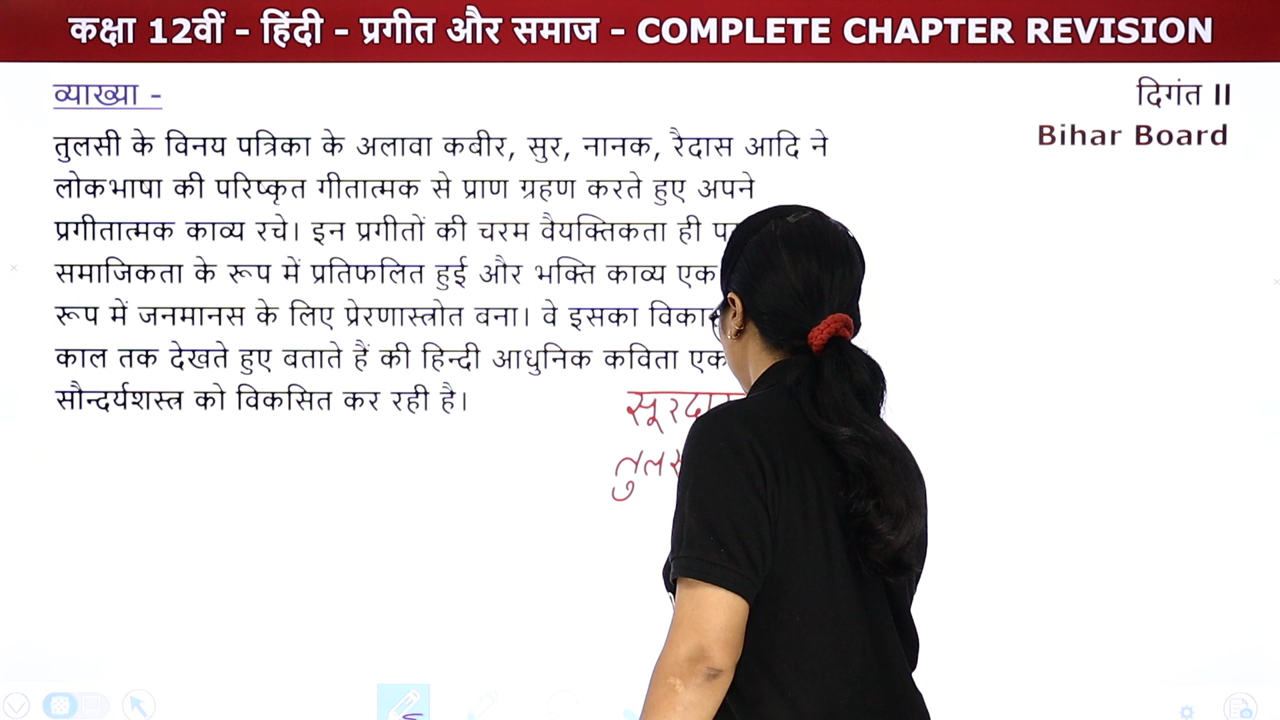 कक्षा 12वीं - हिंदी - प्रगीत और समाज - COMPLETE CHAPTER REVISION
व्याख्या -
दिगंत II
Bihar Board
तुलसी के विनय पत्रिका के अलावा कबीर, सुर, नानक, रैदास आदि ने
लोकभाषा की परिष्कृत गीतात्मक से प्राण ग्रहण करते हुए अपने
प्रगीतात्मक काव्य रचे। इन प्रगीतों की चरम वैयक्तिकता ही
समाजिकता के रूप में प्रतिफलित हुई और भक्ति काव्य एक
रूप में जनमानस के लिए प्रेरणास्त्रोत बना। वे इसका
काल तक देखते हुए बताते हैं की हिन्दी आधुनिक कविता एक
सौन्दर्यशस्त्र को विकसित कर रही है।